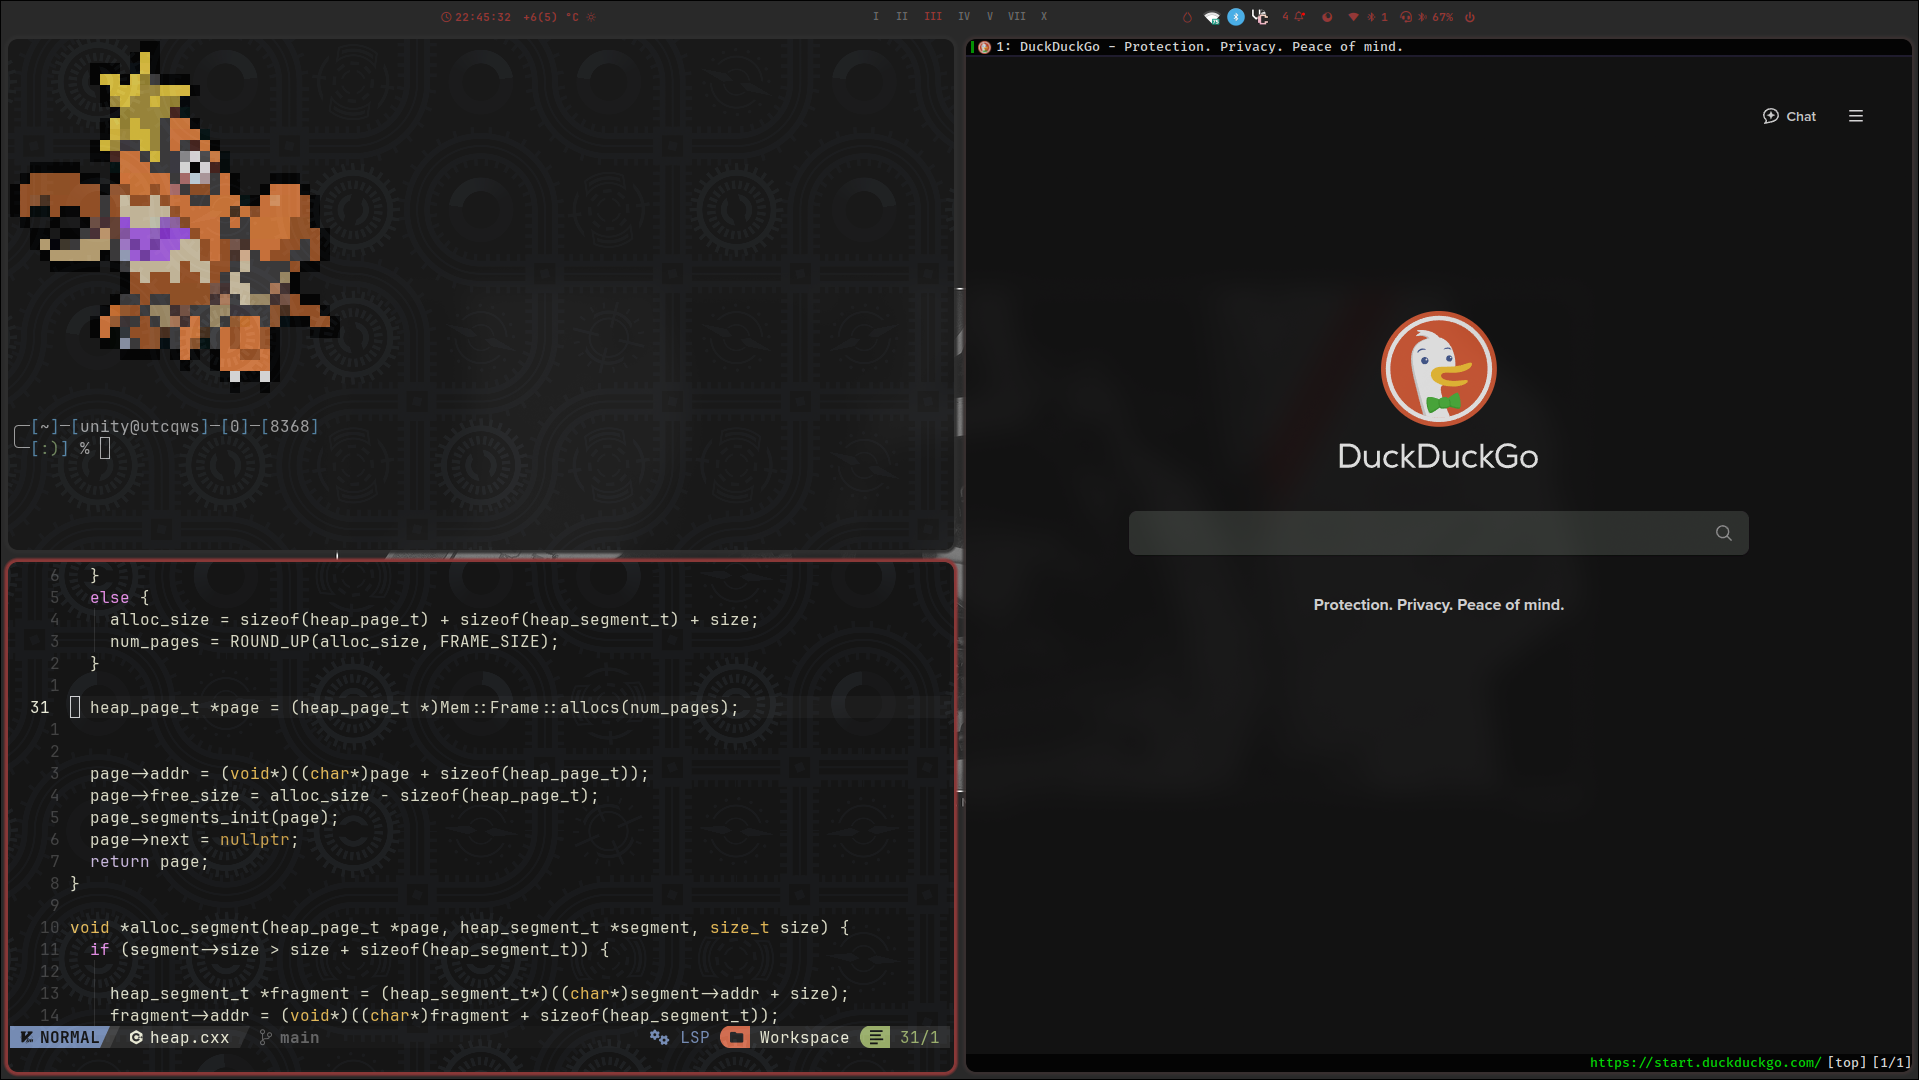 22:45:32 +6(5) °C
I II III IV V VII X
4 1 67%
[~]─[unity@utcqws]─[0]─[8368]
[:)] % 
6 }
5 else {
4 alloc_size = sizeof(heap_page_t) + sizeof(heap_segment_t) + size;
3 num_pages = ROUND_UP(alloc_size, FRAME_SIZE);
2 }
1
31 heap_page_t *page = (heap_page_t *)Mem::Frame::allocs(num_pages);
1
2
3 page->addr = (void*)((char*)page + sizeof(heap_page_t));
4 page->free_size = alloc_size - sizeof(heap_page_t);
5 page_segments_init(page);
6 page->next = nullptr;
7 return page;
8 }
9
10 void *alloc_segment(heap_page_t *page, heap_segment_t *segment, size_t size) {
11 if (segment->size > size + sizeof(heap_segment_t)) {
12
13 heap_segment_t *fragment = (heap_segment_t*)((char*)segment->addr + size);
14 fragment->addr = (void*)((char*)fragment + sizeof(heap_segment_t));
NORMAL heap.cxx main LSP Workspace 31/1
1: DuckDuckGo - Protection. Privacy. Peace of mind.
Chat
DuckDuckGo
Protection. Privacy. Peace of mind.
https://start.duckduckgo.com/ [top] [1/1]